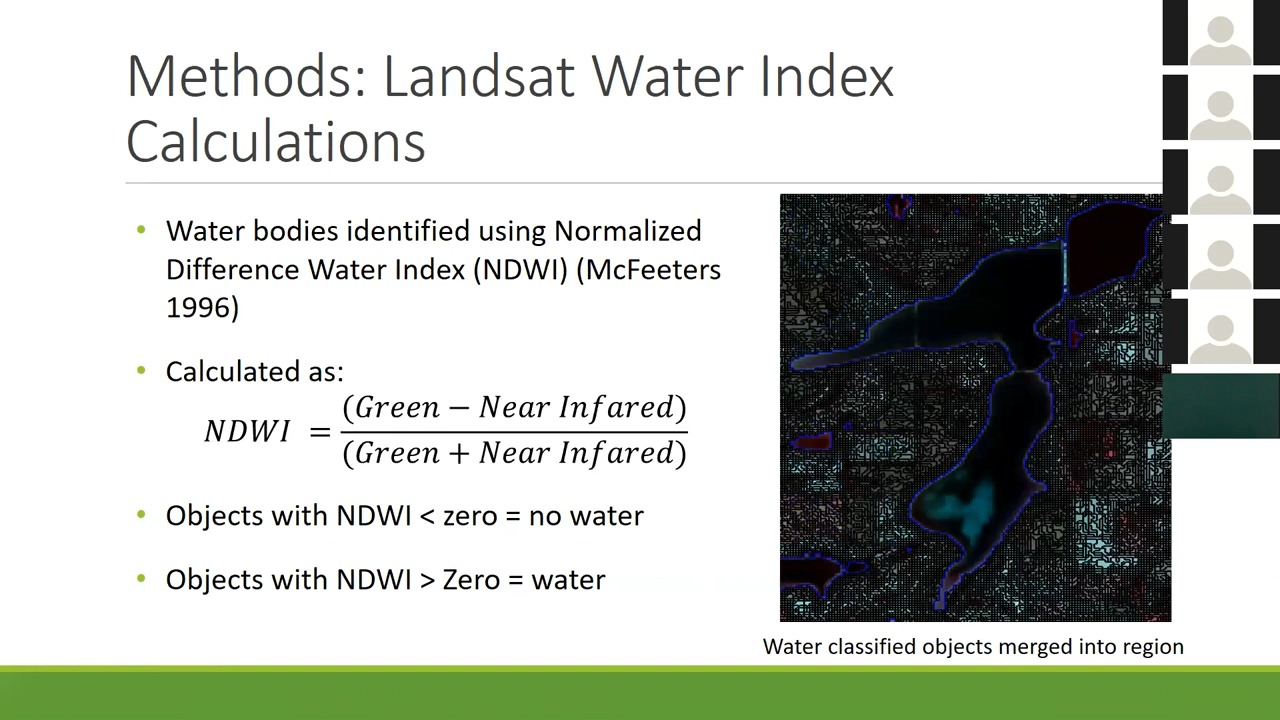 Methods: Landsat Water Index
Calculations
• Water bodies identified using Normalized
Difference Water Index (NDWI) (McFeeters
1996)
• Calculated as:
NDWI = (Green − Near Infared) / (Green + Near Infared)
• Objects with NDWI < zero = no water
• Objects with NDWI > Zero = water
Water classified objects merged into region